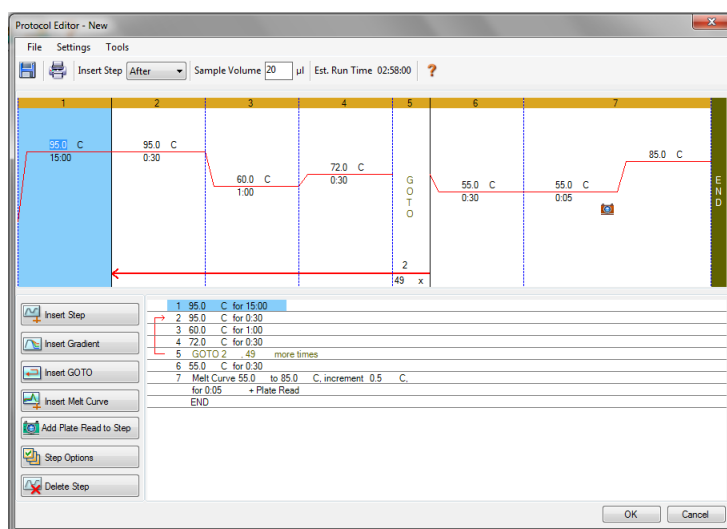 Protocol Editor - New
File Settings Tools
Insert Step After Sample Volume 20 µl Est. Run Time 02:58:00 ?
1 2 3 4 5 6 7
95.0 C 95.0 C 60.0 C 72.0 C 55.0 C 55.0 C 85.0 C
15:00 0:30 1:00 0:30 0:30 0:05
GOTO
END
2
49 x
Insert Step
Insert Gradient
Insert GOTO
Insert Melt Curve
Add Plate Read to Step
Step Options
Delete Step
1 95.0 C for 15:00
2 95.0 C for 0:30
3 60.0 C for 1:00
4 72.0 C for 0:30
5 GOTO 2 , 49 more times
6 55.0 C for 0:30
7 Melt Curve 55.0 to 85.0 C, increment 0.5 C,
for 0:05 + Plate Read
END
OK Cancel